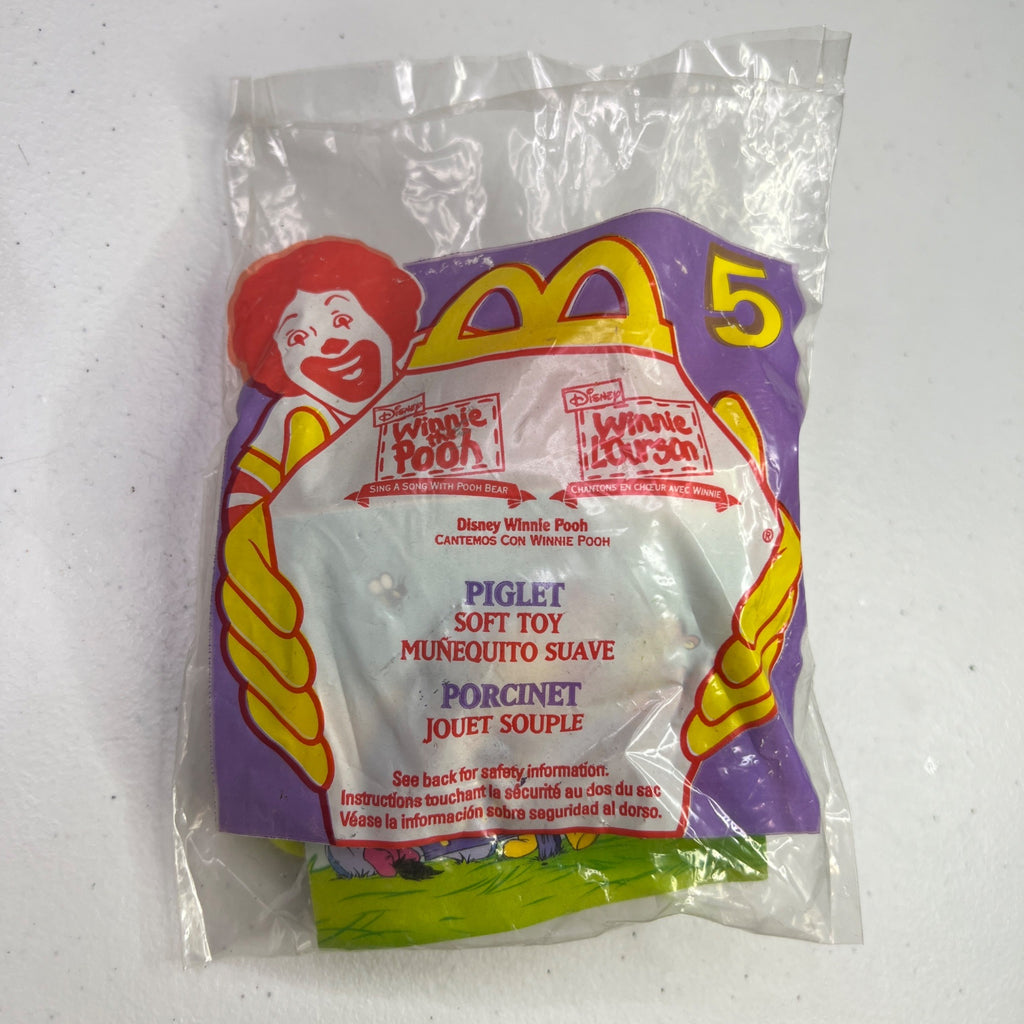 5
Disney
Winnie
the
Pooh
SING A SONG WITH POOH BEAR
Disney
Winnie
L'Ourson
CHANTONS EN CHŒUR AVEC WINNIE
Disney Winnie Pooh
CANTEMOS CON WINNIE POOH
®
PIGLET
SOFT TOY
MUÑEQUITO SUAVE
PORCINET
JOUET SOUPLE
See back for safety information.
Instructions touchant la sécurité au dos du sac
Véase la información sobre seguridad al dorso.